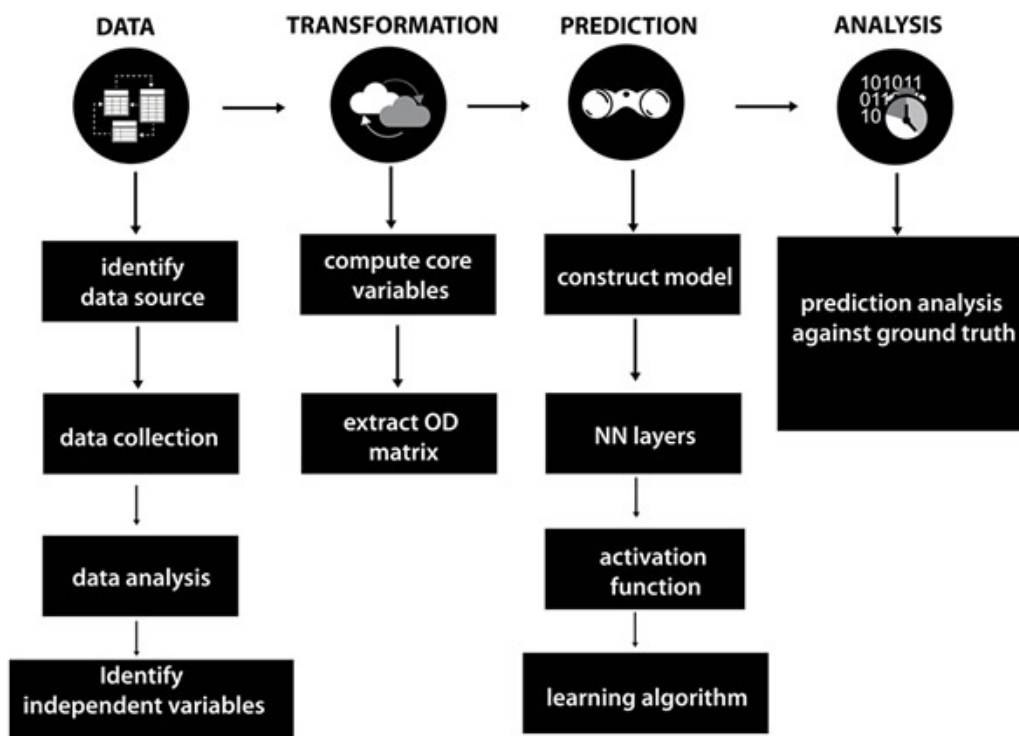 DATA
TRANSFORMATION
PREDICTION
ANALYSIS
101011
011
10
identify
data source
data collection
data analysis
Identify
independent variables
compute core
variables
extract OD
matrix
construct model
NN layers
activation
function
learning algorithm
prediction analysis
against ground truth